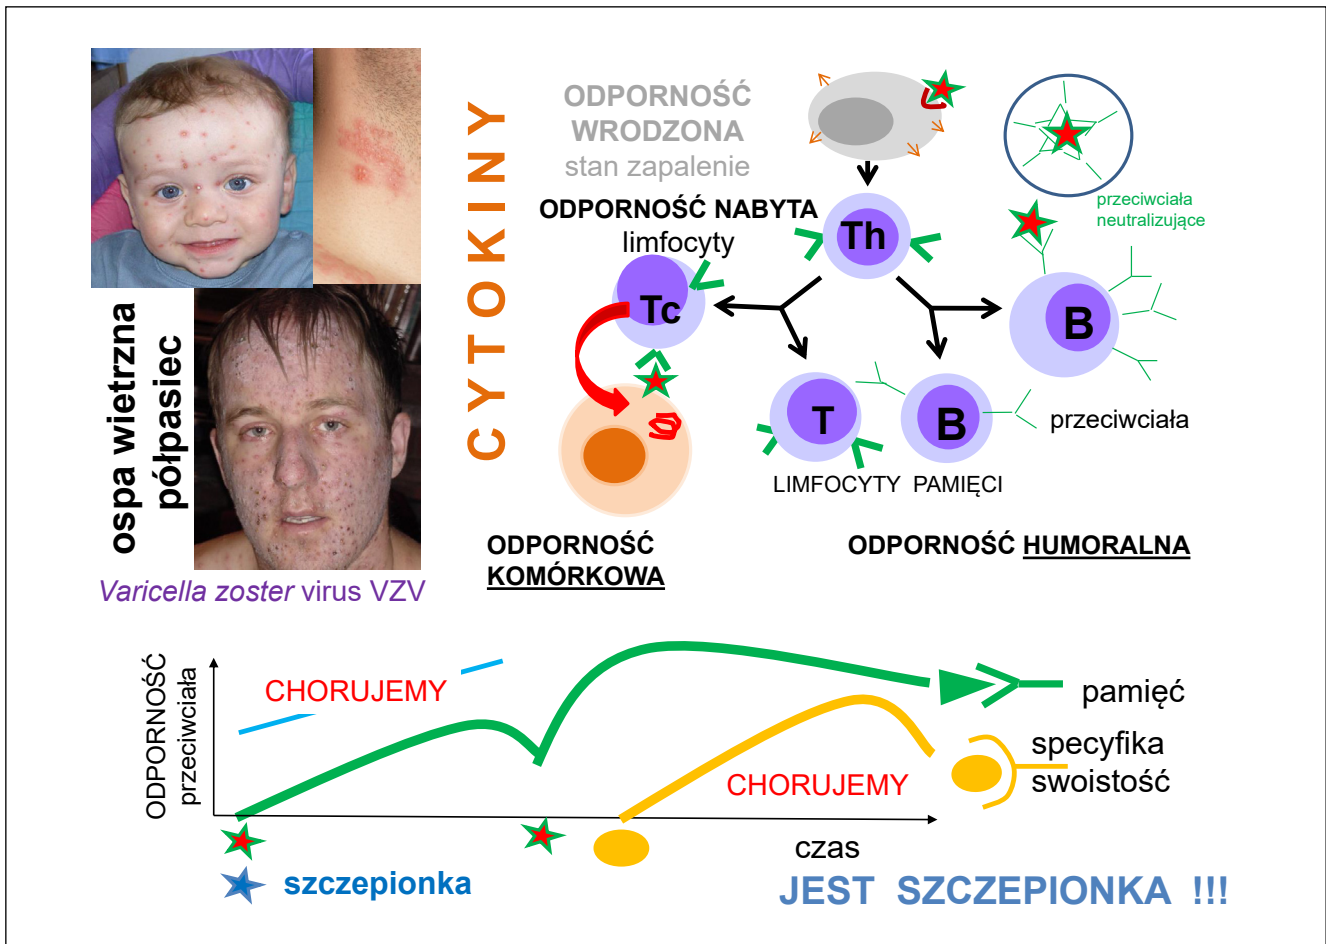 ospa wietrzna
półpasiec
Varicella zoster virus VZV
CYTOKINY
ODPORNOŚĆ
WRODZONA
stan zapalenie
ODPORNOŚĆ NABYTA
limfocyty
Th
Tc
T
B
B
LIMFOCYTY PAMIĘCI
przeciwciała
neutralizujące
przeciwciała
ODPORNOŚĆ
KOMÓRKOWA
ODPORNOŚĆ HUMORALNA
ODPORNOŚĆ
przeciwciała
CHORUJEMY
CHORUJEMY
pamięć
specyfika
swoistość
czas
szczepionka
JEST SZCZEPIONKA !!!